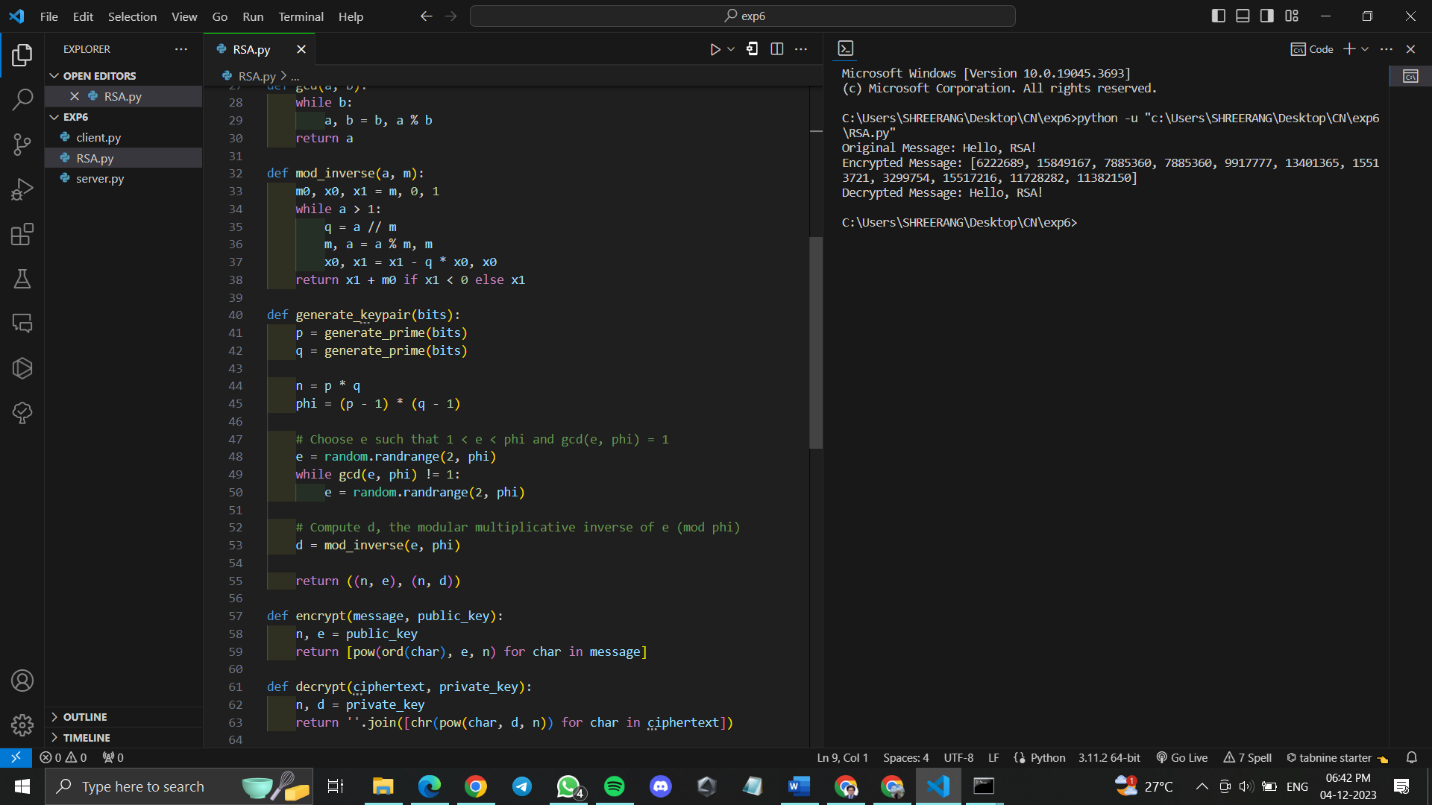 File Edit Selection View Go Run Terminal Help
exp6
EXPLORER
OPEN EDITORS
RSA.py
EXP6
client.py
RSA.py
server.py
OUTLINE
TIMELINE
RSA.py
RSA.py > ...
27 def gcd(a, b):
28 while b:
29 a, b = b, a % b
30 return a
31
32 def mod_inverse(a, m):
33 m0, x0, x1 = m, 0, 1
34 while a > 1:
35 q = a // m
36 m, a = a % m, m
37 x0, x1 = x1 - q * x0, x0
38 return x1 + m0 if x1 < 0 else x1
39
40 def generate_keypair(bits):
41 p = generate_prime(bits)
42 q = generate_prime(bits)
43
44 n = p * q
45 phi = (p - 1) * (q - 1)
46
47 # Choose e such that 1 < e < phi and gcd(e, phi) = 1
48 e = random.randrange(2, phi)
49 while gcd(e, phi) != 1:
50 e = random.randrange(2, phi)
51
52 # Compute d, the modular multiplicative inverse of e (mod phi)
53 d = mod_inverse(e, phi)
54
55 return ((n, e), (n, d))
56
57 def encrypt(message, public_key):
58 n, e = public_key
59 return [pow(ord(char), e, n) for char in message]
60
61 def decrypt(ciphertext, private_key):
62 n, d = private_key
63 return ''.join([chr(pow(char, d, n)) for char in ciphertext])
64
Code
Microsoft Windows [Version 10.0.19045.3693]
(c) Microsoft Corporation. All rights reserved.
C:\Users\SHREERANG\Desktop\CN\exp6>python -u "c:\Users\SHREERANG\Desktop\CN\exp6
\RSA.py"
Original Message: Hello, RSA!
Encrypted Message: [6222689, 15849167, 7885360, 7885360, 9917777, 13401365, 1551
3721, 3299754, 15517216, 11728282, 11382150]
Decrypted Message: Hello, RSA!
C:\Users\SHREERANG\Desktop\CN\exp6>
0 0 0 Ln 9, Col 1 Spaces: 4 UTF-8 LF Python 3.11.2 64-bit Go Live 7 Spell tabnine starter
Type here to search
4
27°C
ENG
06:42 PM
04-12-2023